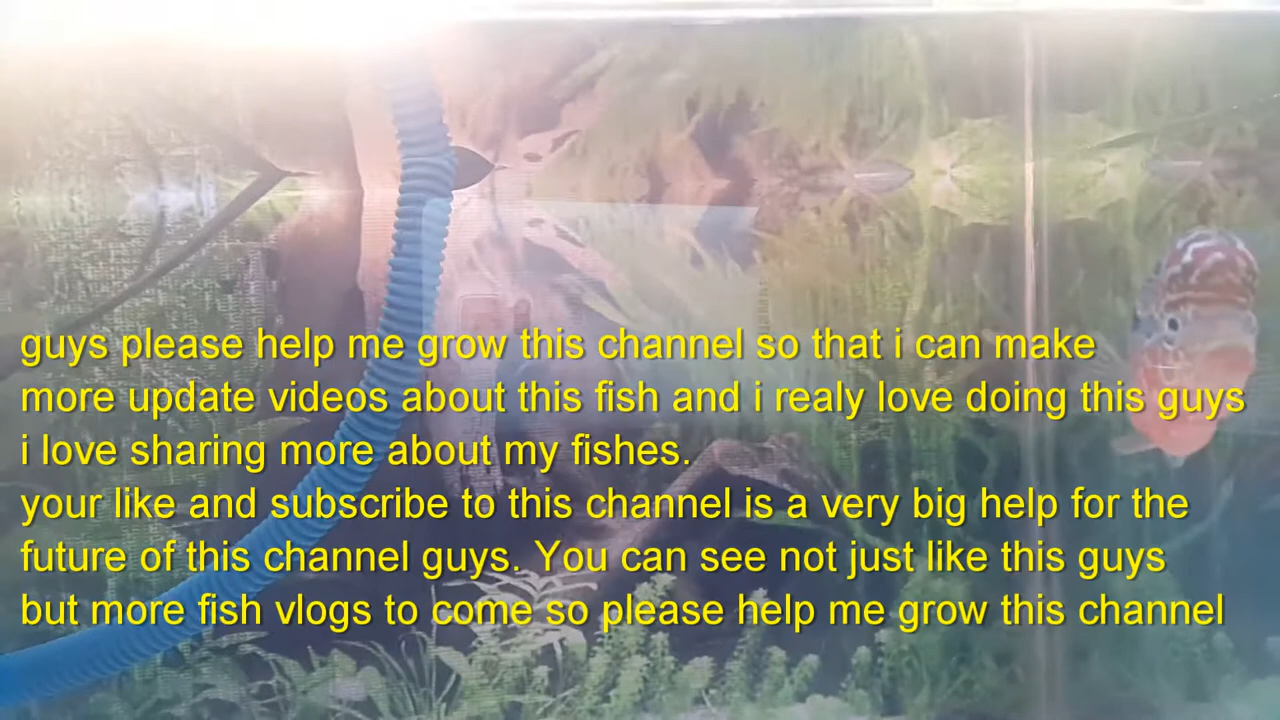 guys please help me grow this channel so that i can make
more update videos about this fish and i realy love doing this guys
i love sharing more about my fishes.
your like and subscribe to this channel is a very big help for the
future of this channel guys. You can see not just like this guys
but more fish vlogs to come so please help me grow this channel